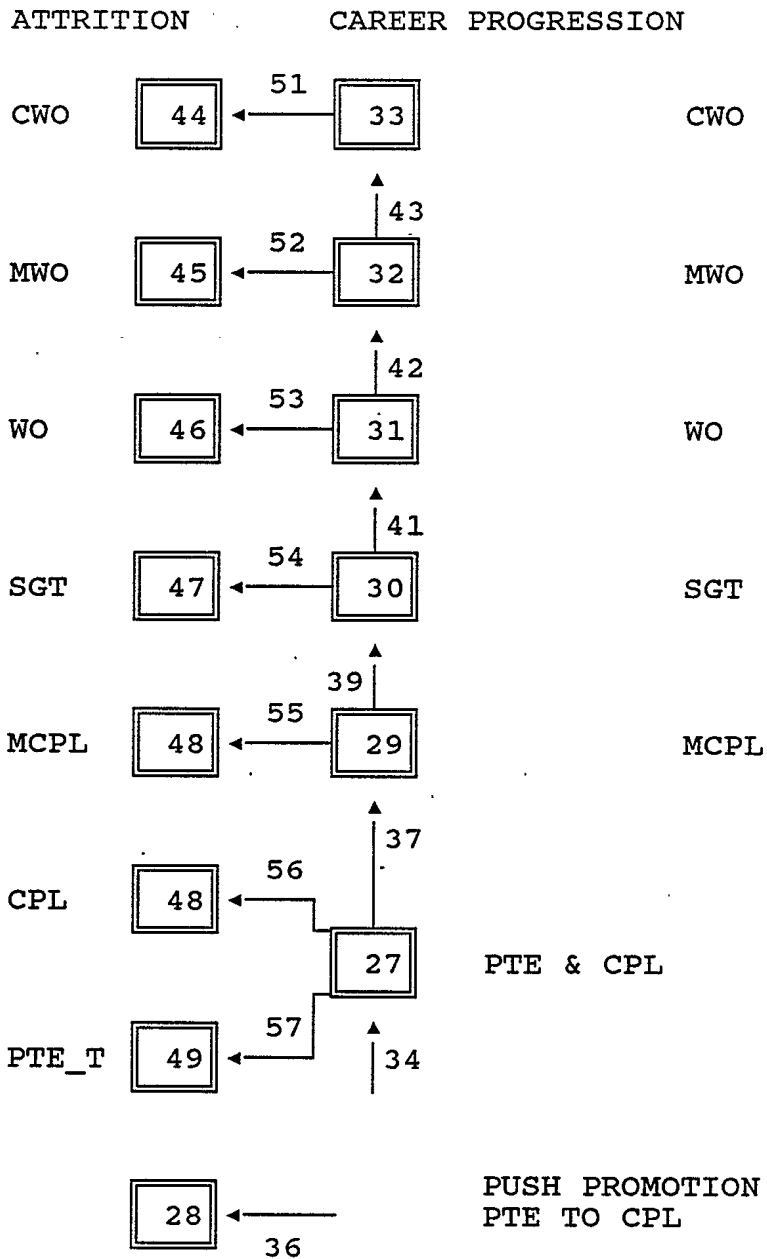 ATTRITION CAREER PROGRESSION
51
CWO 44 33 CWO
43
52
MWO 45 32 MWO
42
53
WO 46 31 WO
41
54
SGT 47 30 SGT
39
55
MCPL 48 29 MCPL
37
56
CPL 48
27 PTE & CPL
57
PTE_T 49 34
PUSH PROMOTION
28 PTE TO CPL
36